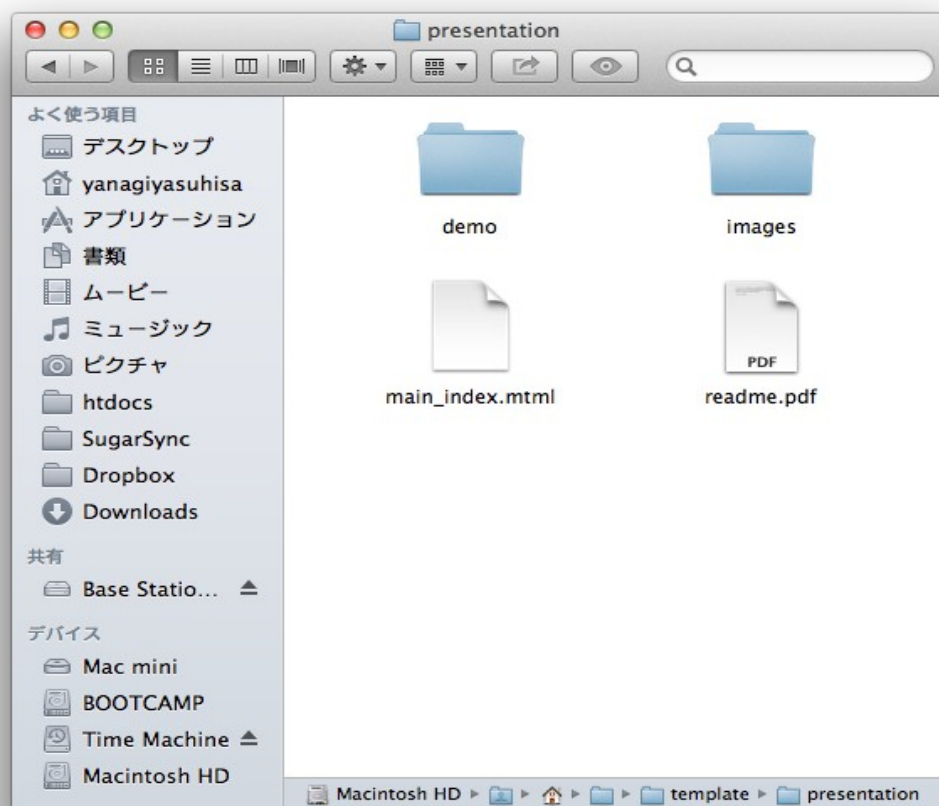 presentation
よく使う項目
デスクトップ
yanagiyasuhisa
アプリケーション
書類
ムービー
ミュージック
ピクチャ
htdocs
SugarSync
Dropbox
Downloads
共有
Base Statio...
デバイス
Mac mini
BOOTCAMP
Time Machine
Macintosh HD
demo
images
main_index.mtml
PDF
readme.pdf
Macintosh HD template presentation